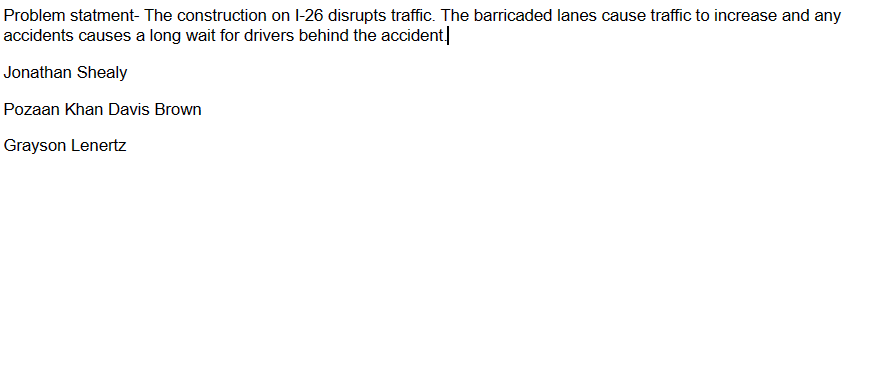 Problem statment- The construction on I-26 disrupts traffic. The barricaded lanes cause traffic to increase and any
accidents causes a long wait for drivers behind the accident.
Jonathan Shealy
Pozaan Khan Davis Brown
Grayson Lenertz